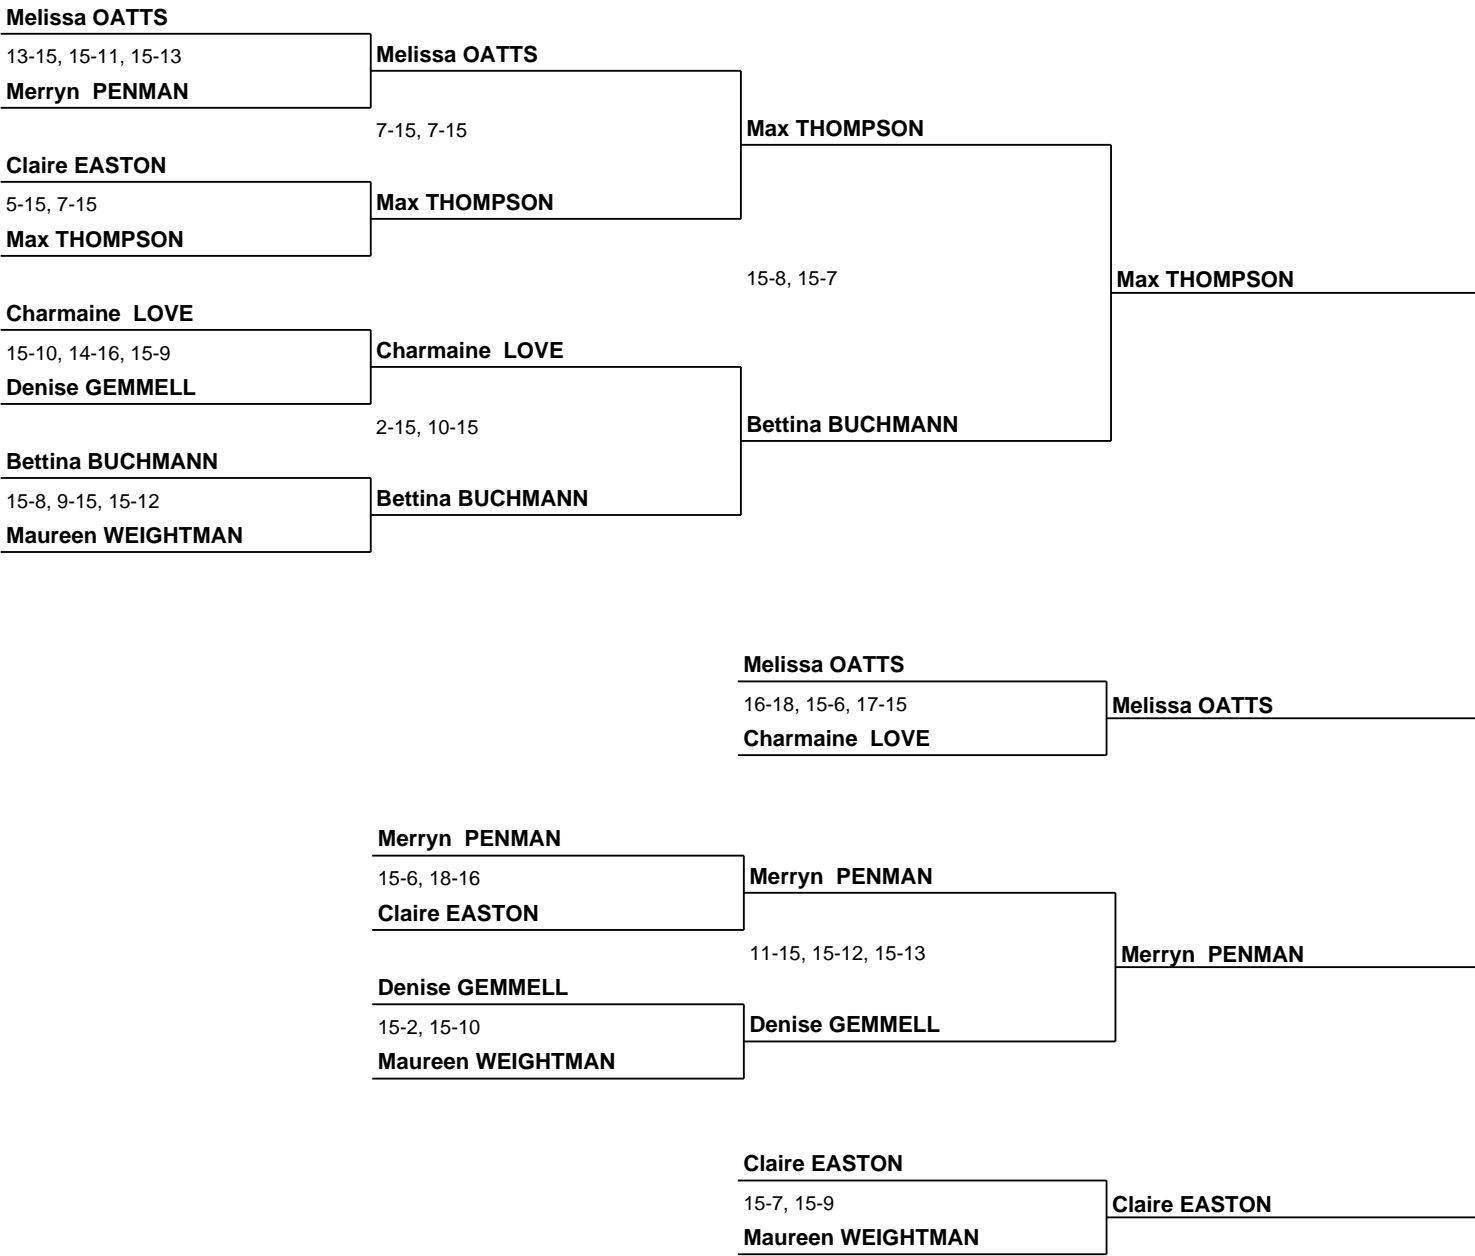 Melissa OATTS
13-15, 15-11, 15-13
Merryn  PENMAN
Melissa OATTS
7-15, 7-15
Claire EASTON
5-15, 7-15
Max THOMPSON
Max THOMPSON
Max THOMPSON
15-8, 15-7
Max THOMPSON
Charmaine  LOVE
15-10, 14-16, 15-9
Denise GEMMELL
Charmaine  LOVE
2-15, 10-15
Bettina BUCHMANN
15-8, 9-15, 15-12
Maureen WEIGHTMAN
Bettina BUCHMANN
Bettina BUCHMANN
Melissa OATTS
16-18, 15-6, 17-15
Charmaine  LOVE
Melissa OATTS
Merryn  PENMAN
15-6, 18-16
Claire EASTON
Merryn  PENMAN
11-15, 15-12, 15-13
Merryn  PENMAN
Denise GEMMELL
15-2, 15-10
Maureen WEIGHTMAN
Denise GEMMELL
Claire EASTON
15-7, 15-9
Maureen WEIGHTMAN
Claire EASTON